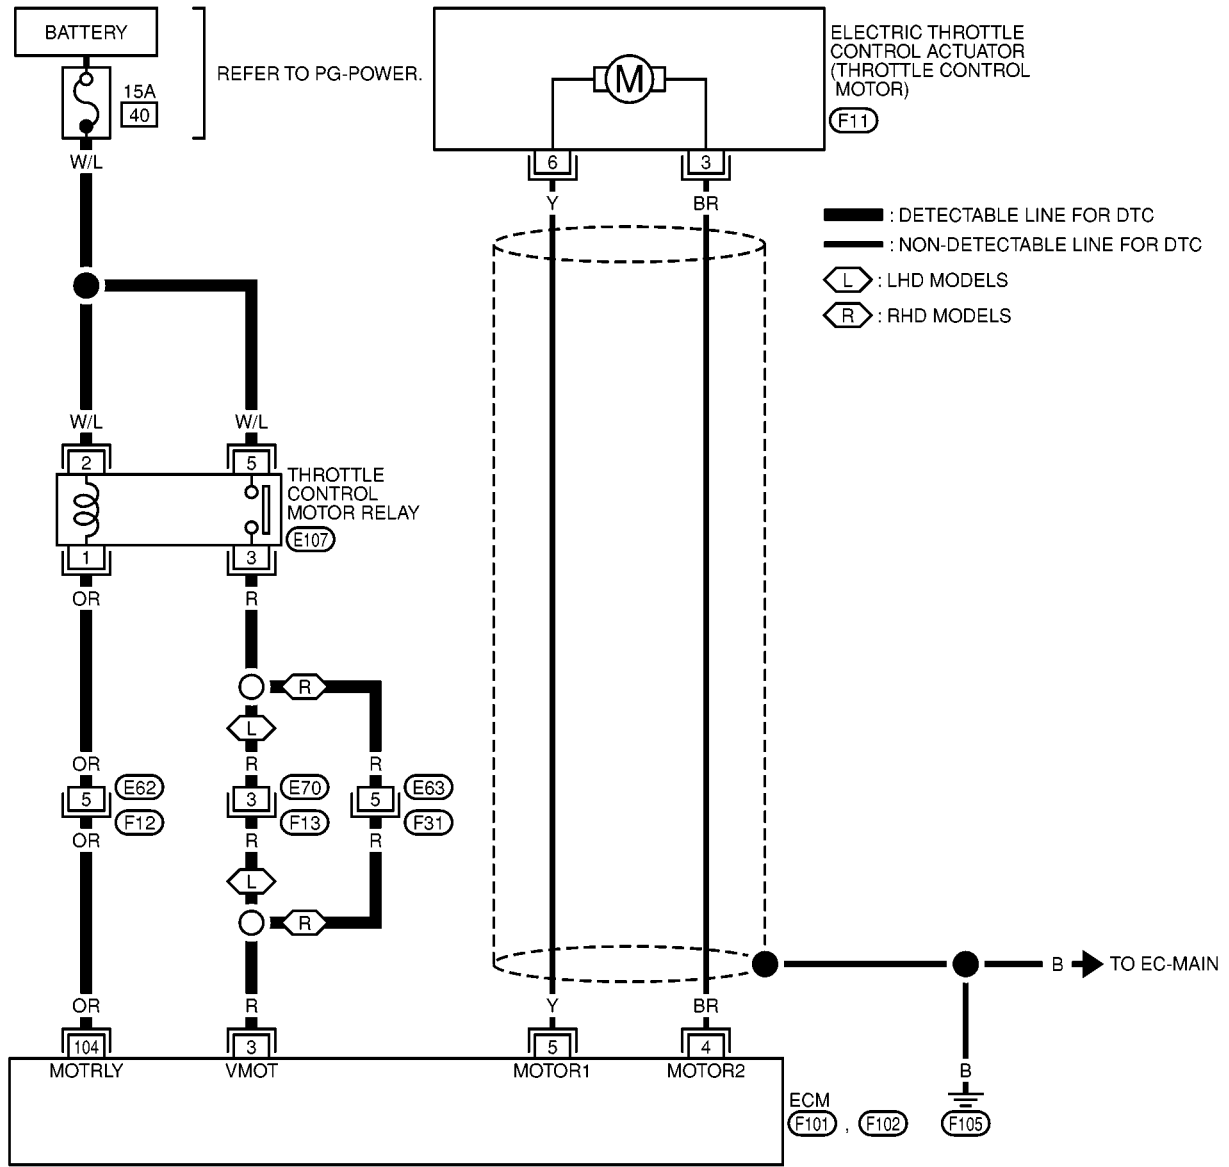 BATTERY
15A
40
REFER TO PG-POWER.
M
ELECTRIC THROTTLE
CONTROL ACTUATOR
(THROTTLE CONTROL
MOTOR)
F11
6
3
W/L
Y
BR
: DETECTABLE LINE FOR DTC
: NON-DETECTABLE LINE FOR DTC
L : LHD MODELS
R : RHD MODELS
W/L
W/L
2
5
THROTTLE
CONTROL
MOTOR RELAY
E107
1
3
OR
R
R
L
OR
R
R
5
E62
3
E70
5
E63
F12
F13
F31
OR
R
R
L
R
B
TO EC-MAIN
OR
R
Y
BR
104
3
5
4
MOTRLY
VMOT
MOTOR1
MOTOR2
B
ECM
F101 , F102
F105